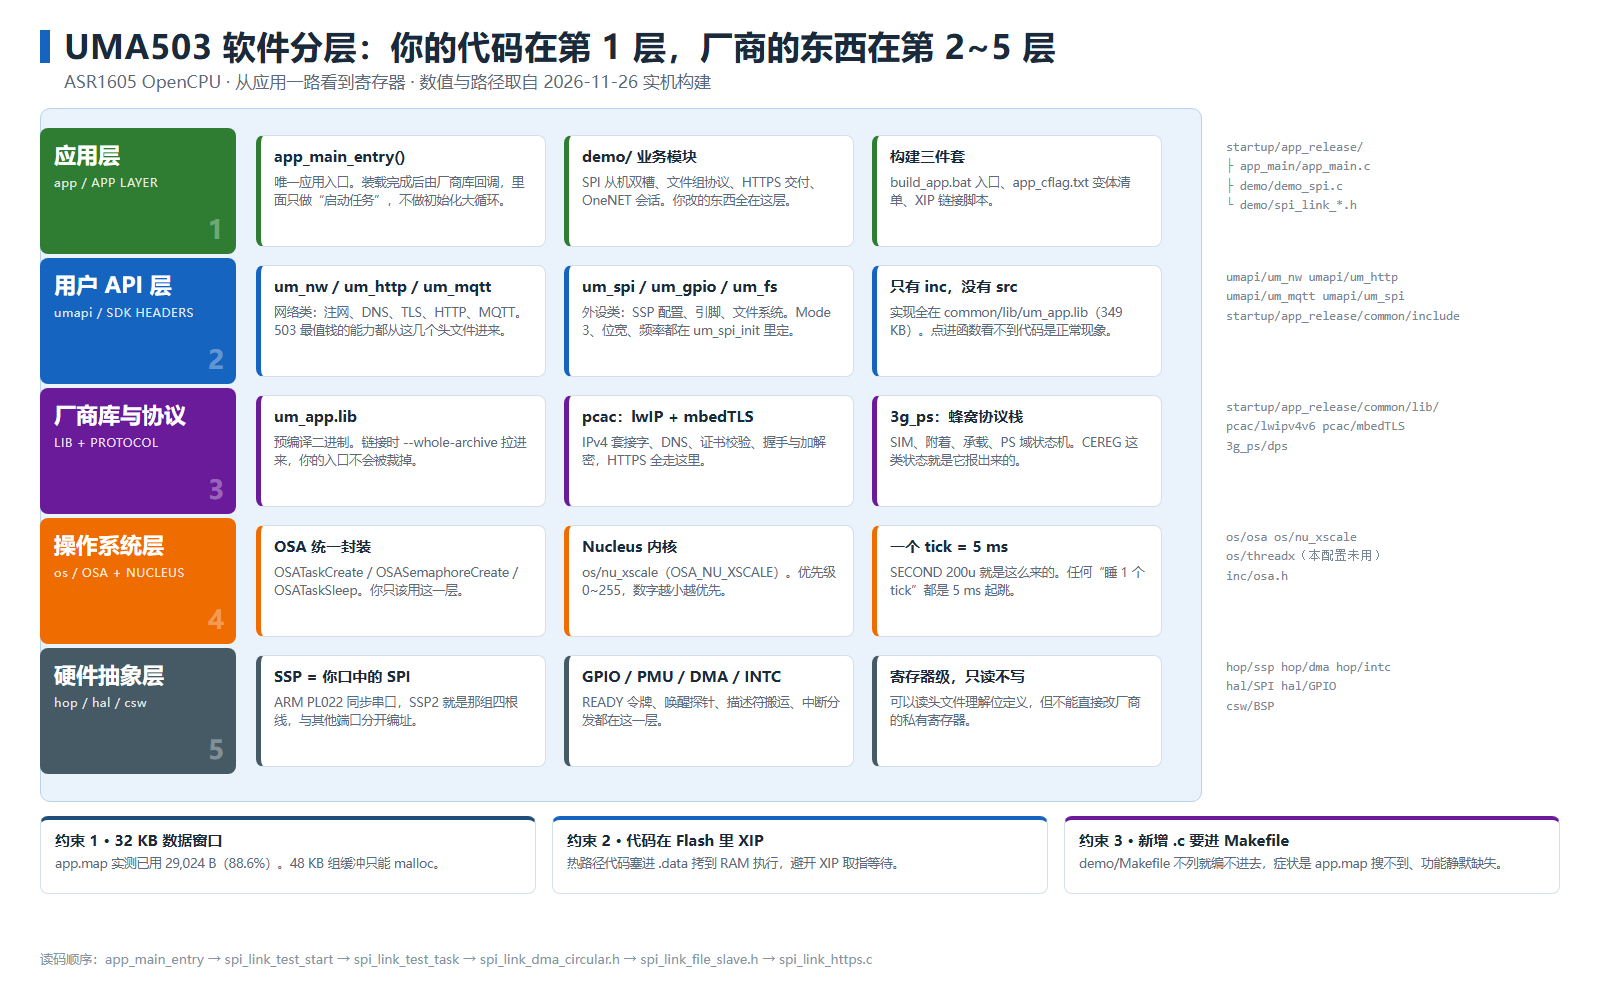 UMA503 软件分层：你的代码在第 1 层，厂商的东西在第 2~5 层
ASR1605 OpenCPU · 从应用一路看到寄存器 · 数值与路径取自 2026-11-26 实机构建
应用层
app / APP LAYER
1
app_main_entry()
唯一应用入口。装载完成后由厂商库回调，里
面只做“启动任务”，不做初始化大循环。
demo/ 业务模块
SPI 从机双槽、文件组协议、HTTPS 交付、
OneNET 会话。你改的东西全在这层。
构建三件套
build_app.bat 入口、app_cflag.txt 变体清
单、XIP 链接脚本。
startup/app_release/
├ app_main/app_main.c
├ demo/demo_spi.c
└ demo/spi_link_*.h
用户 API 层
umapi / SDK HEADERS
2
um_nw / um_http / um_mqtt
网络类：注网、DNS、TLS、HTTP、MQTT。
503 最值钱的能力都从这几个头文件进来。
um_spi / um_gpio / um_fs
外设类：SSP 配置、引脚、文件系统。Mode
3、位宽、频率都在 um_spi_init 里定。
只有 inc，没有 src
实现全在 common/lib/um_app.lib（349
KB）。点进函数看不到代码是正常现象。
umapi/um_nw umapi/um_http
umapi/um_mqtt umapi/um_spi
startup/app_release/common/include
厂商库与协议
LIB + PROTOCOL
3
um_app.lib
预编译二进制。链接时 --whole-archive 拉进
来，你的入口不会被裁掉。
pcac：lwIP + mbedTLS
IPv4 套接字、DNS、证书校验、握手与加解
密，HTTPS 全走这里。
3g_ps：蜂窝协议栈
SIM、附着、承载、PS 域状态机。CEREG 这
类状态就是它报出来的。
startup/app_release/common/lib/
pcac/lwipv4v6 pcac/mbedTLS
3g_ps/dps
操作系统层
os / OSA + NUCLEUS
4
OSA 统一封装
OSATaskCreate / OSASemaphoreCreate /
OSATaskSleep。你只该用这一层。
Nucleus 内核
os/nu_xscale（OSA_NU_XSCALE）。优先级
0~255，数字越小越优先。
一个 tick = 5 ms
SECOND 200u 就是这么来的。任何“睡 1 个
tick”都是 5 ms 起跳。
os/osa os/nu_xscale
os/threadx（本配置未用）
inc/osa.h
硬件抽象层
hop / hal / csw
5
SSP = 你口中的 SPI
ARM PL022 同步串口，SSP2 就是那组四根
线，与其他端口分开编址。
GPIO / PMU / DMA / INTC
READY 令牌、唤醒探针、描述符搬运、中断分
发都在这一层。
寄存器级，只读不写
可以读头文件理解位定义，但不能直接改厂商
的私有寄存器。
hop/ssp hop/dma hop/intc
hal/SPI hal/GPIO
csw/BSP
约束 1 · 32 KB 数据窗口
app.map 实测已用 29,024 B（88.6%）。48 KB 组缓冲只能 malloc。
约束 2 · 代码在 Flash 里 XIP
热路径代码塞进 .data 拷到 RAM 执行，避开 XIP 取指等待。
约束 3 · 新增 .c 要进 Makefile
demo/Makefile 不列就编不进去，症状是 app.map 搜不到、功能静默缺失。
读码顺序：app_main_entry → spi_link_test_start → spi_link_test_task → spi_link_dma_circular.h → spi_link_file_slave.h → spi_link_https.c